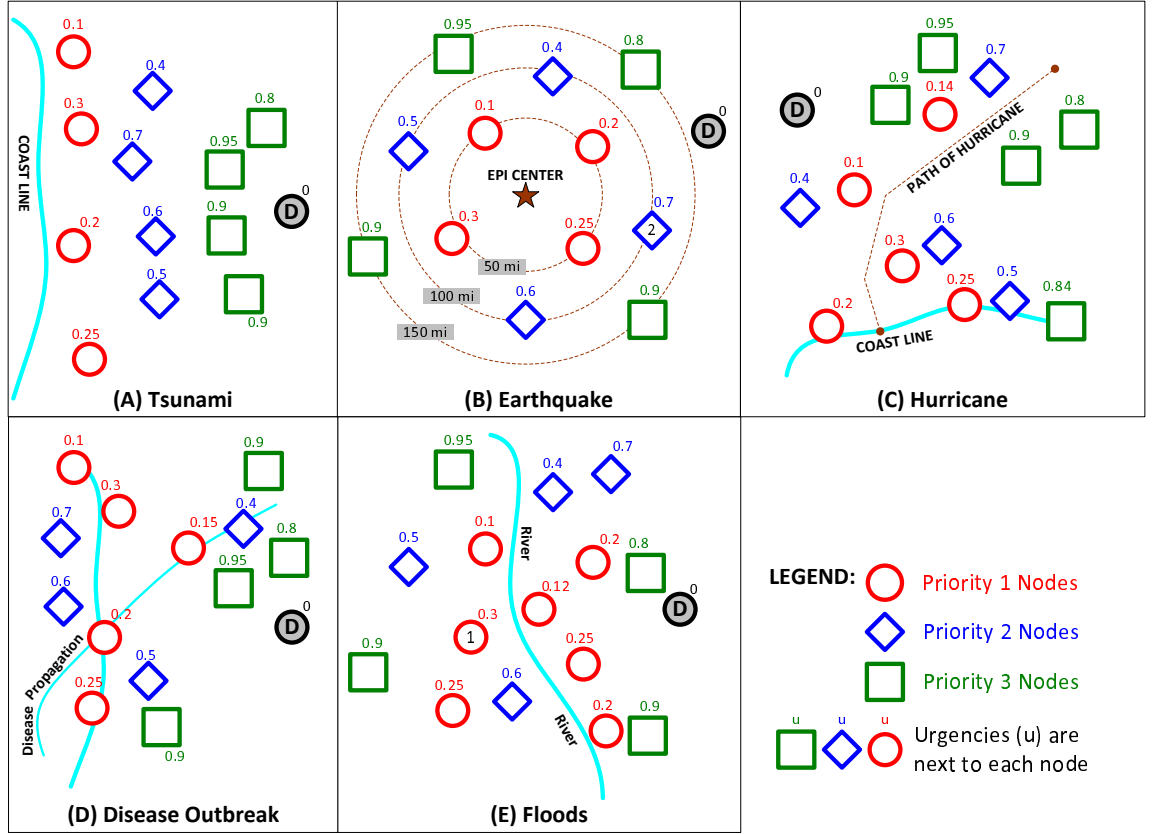 0.1
0.4
0.3
0.8
0.7
0.95
COAST LINE
0
D
0.2
0.6
0.9
0.5
0.9
0.25
(A) Tsunami
0.95
0.4
0.8
0.1
0.2
0
D
0.5
EPI CENTER
0.7
2
0.3
0.25
0.9
50 mi
100 mi
0.9
0.6
150 mi
(B) Earthquake
0.95
0.7
0
D
0.9
0.14
0.8
0.9
PATH OF HURRICANE
0.1
0.4
0.6
0.3
0.25
0.5
0.84
0.2
COAST LINE
(C) Hurricane
0.1
0.9
0.3
0.4
0.7
0.15
0.8
0.95
0.6
0
D
0.2
Disease Propagation
0.5
0.25
0.9
(D) Disease Outbreak
0.95
0.4
0.7
River
0.1
0.2
0.8
0.5
0.12
0
D
0.3
1
0.25
0.9
0.6
0.25
0.2
0.9
River
(E) Floods
LEGEND:
Priority 1 Nodes
Priority 2 Nodes
Priority 3 Nodes
u u u
Urgencies (u) are
next to each node